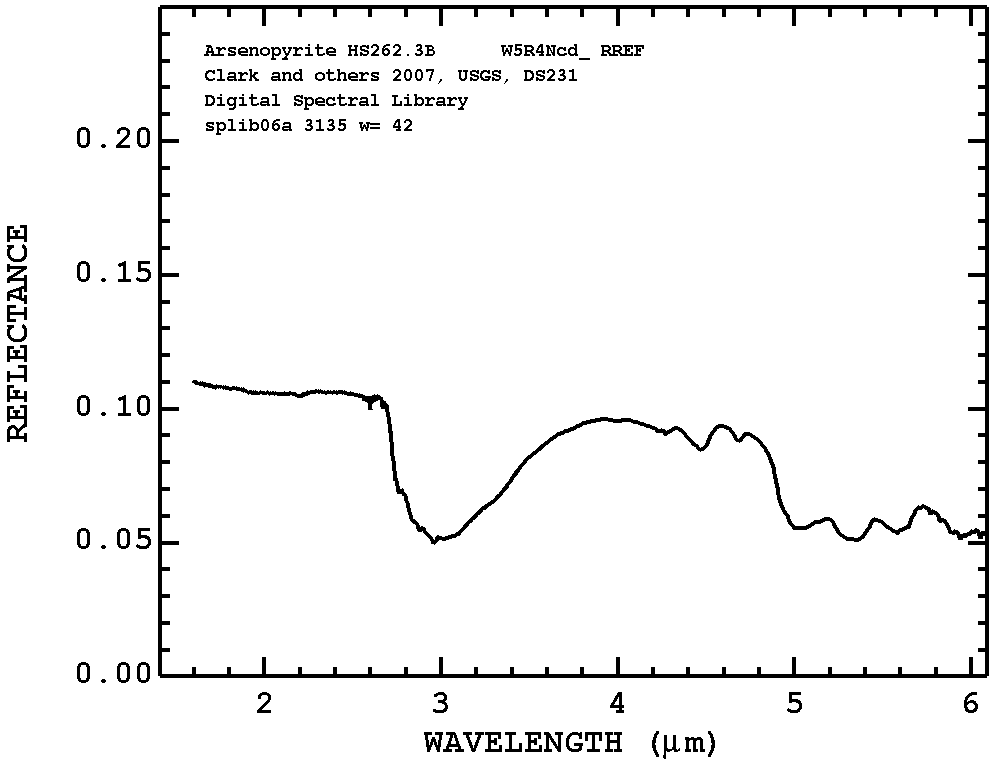 Arsenopyrite HS262.3B W5R4Ncd_ RREF
Clark and others 2007, USGS, DS231
Digital Spectral Library
splib06a 3135 w= 42
0.20
0.15
0.10
0.05
0.00
REFLECTANCE
2 3 4 5 6
WAVELENGTH (μm)